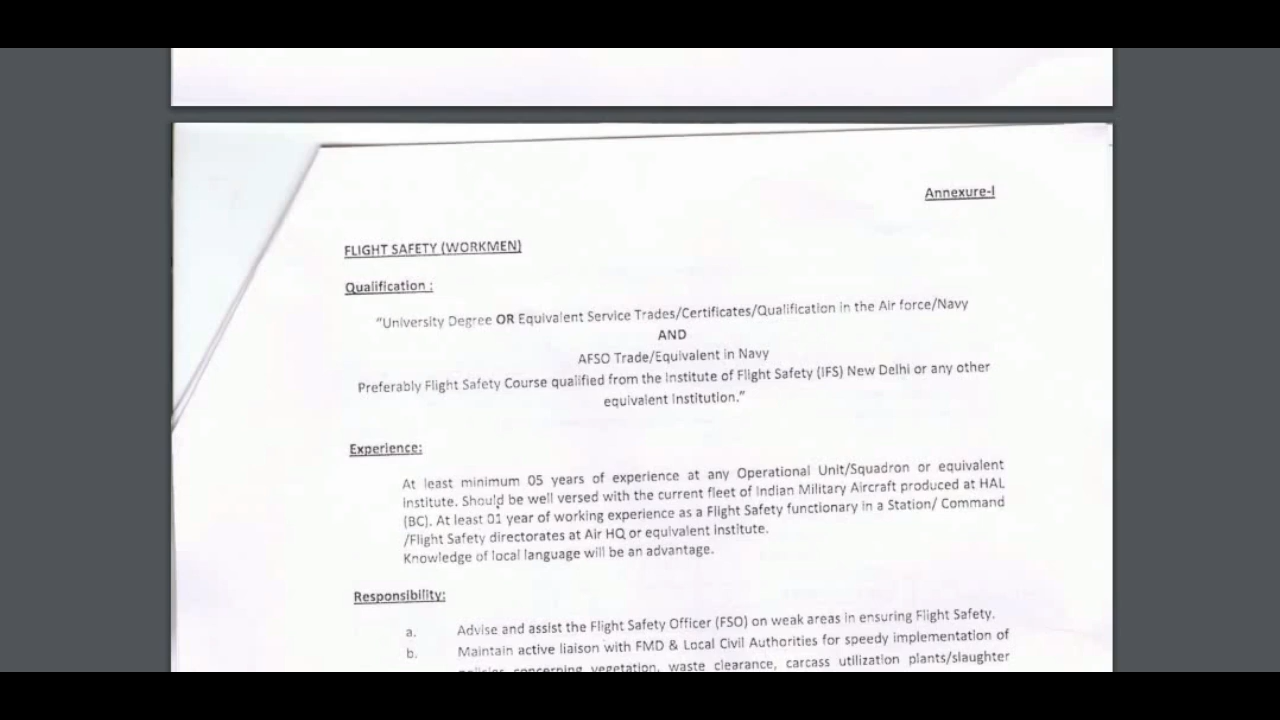 Annexure-I
FLIGHT SAFETY (WORKMEN)
Qualification :
"University Degree OR Equivalent Service Trades/Certificates/Qualification in the Air force/Navy
AND
AFSO Trade/Equivalent in Navy
Preferably Flight Safety Course qualified from the Institute of Flight Safety (IFS) New Delhi or any other
equivalent Institution."
Experience:
At least minimum 05 years of experience at any Operational Unit/Squadron or equivalent
institute. Should be well versed with the current fleet of Indian Military Aircraft produced at HAL
(BC). At least 01 year of working experience as a Flight Safety functionary in a Station/ Command
/Flight Safety directorates at Air HQ or equivalent institute.
Knowledge of local language will be an advantage.
Responsibility:
a. Advise and assist the Flight Safety Officer (FSO) on weak areas in ensuring Flight Safety.
b. Maintain active liaison with FMD & Local Civil Authorities for speedy implementation of
concerning vegetation, waste clearance, carcass utilization plants/slaughter